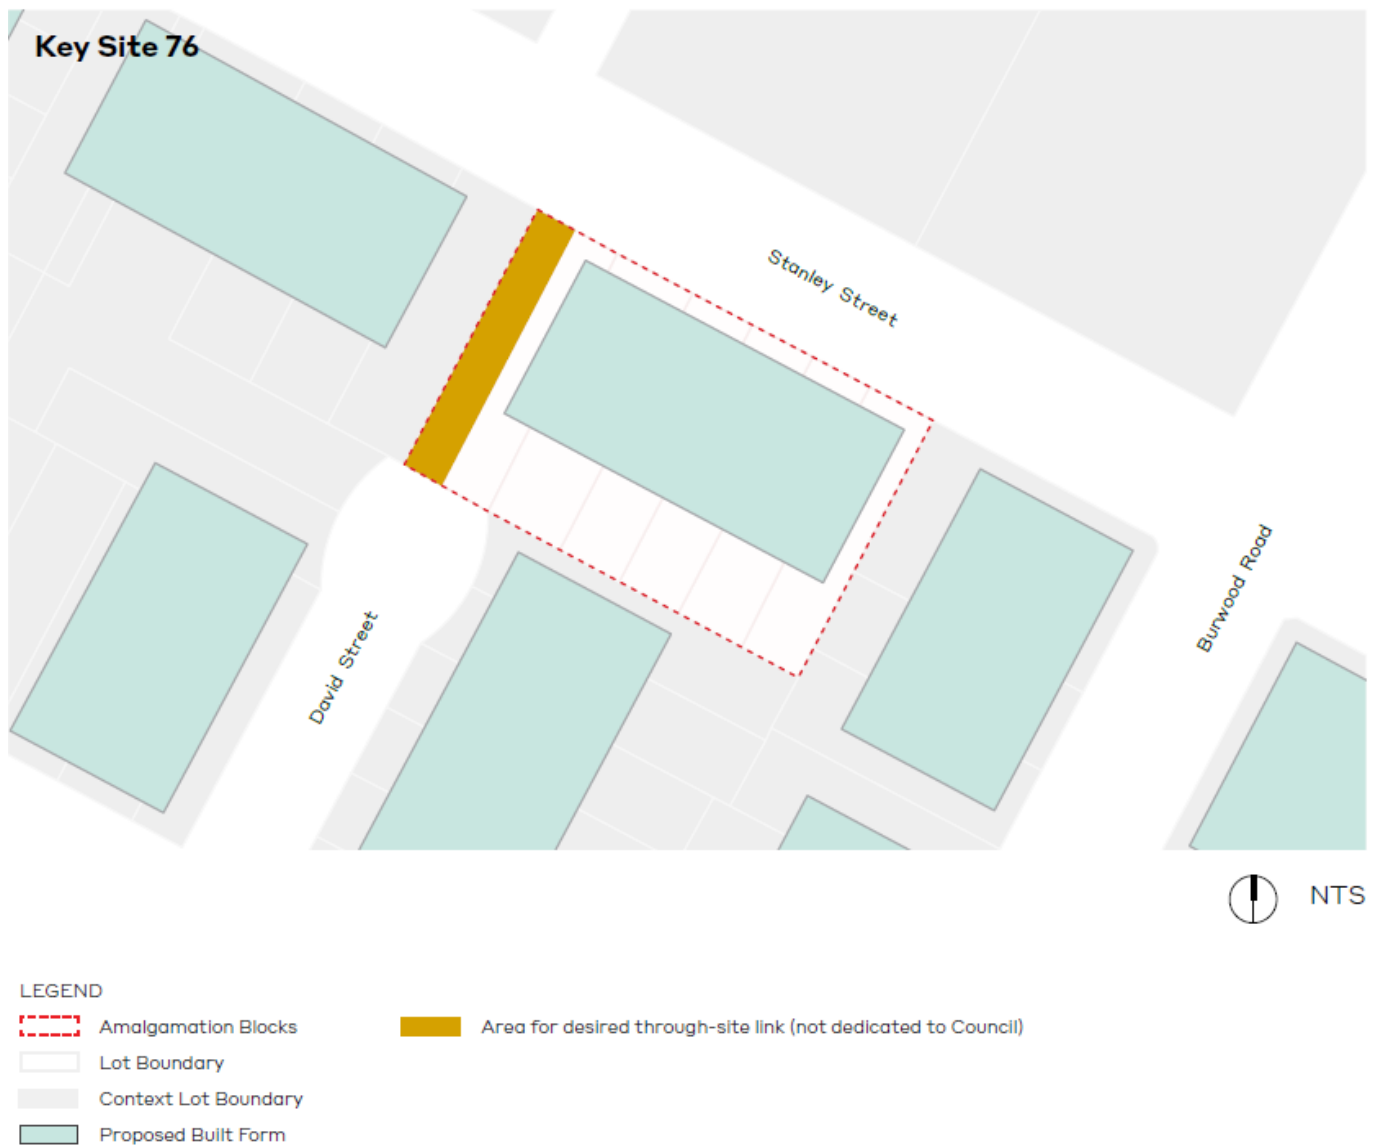 Key Site 76
Stanley Street
Burwood Road
David Street
NTS
LEGEND
Amalgamation Blocks
Area for desired through-site link (not dedicated to Council)
Lot Boundary
Context Lot Boundary
Proposed Built Form